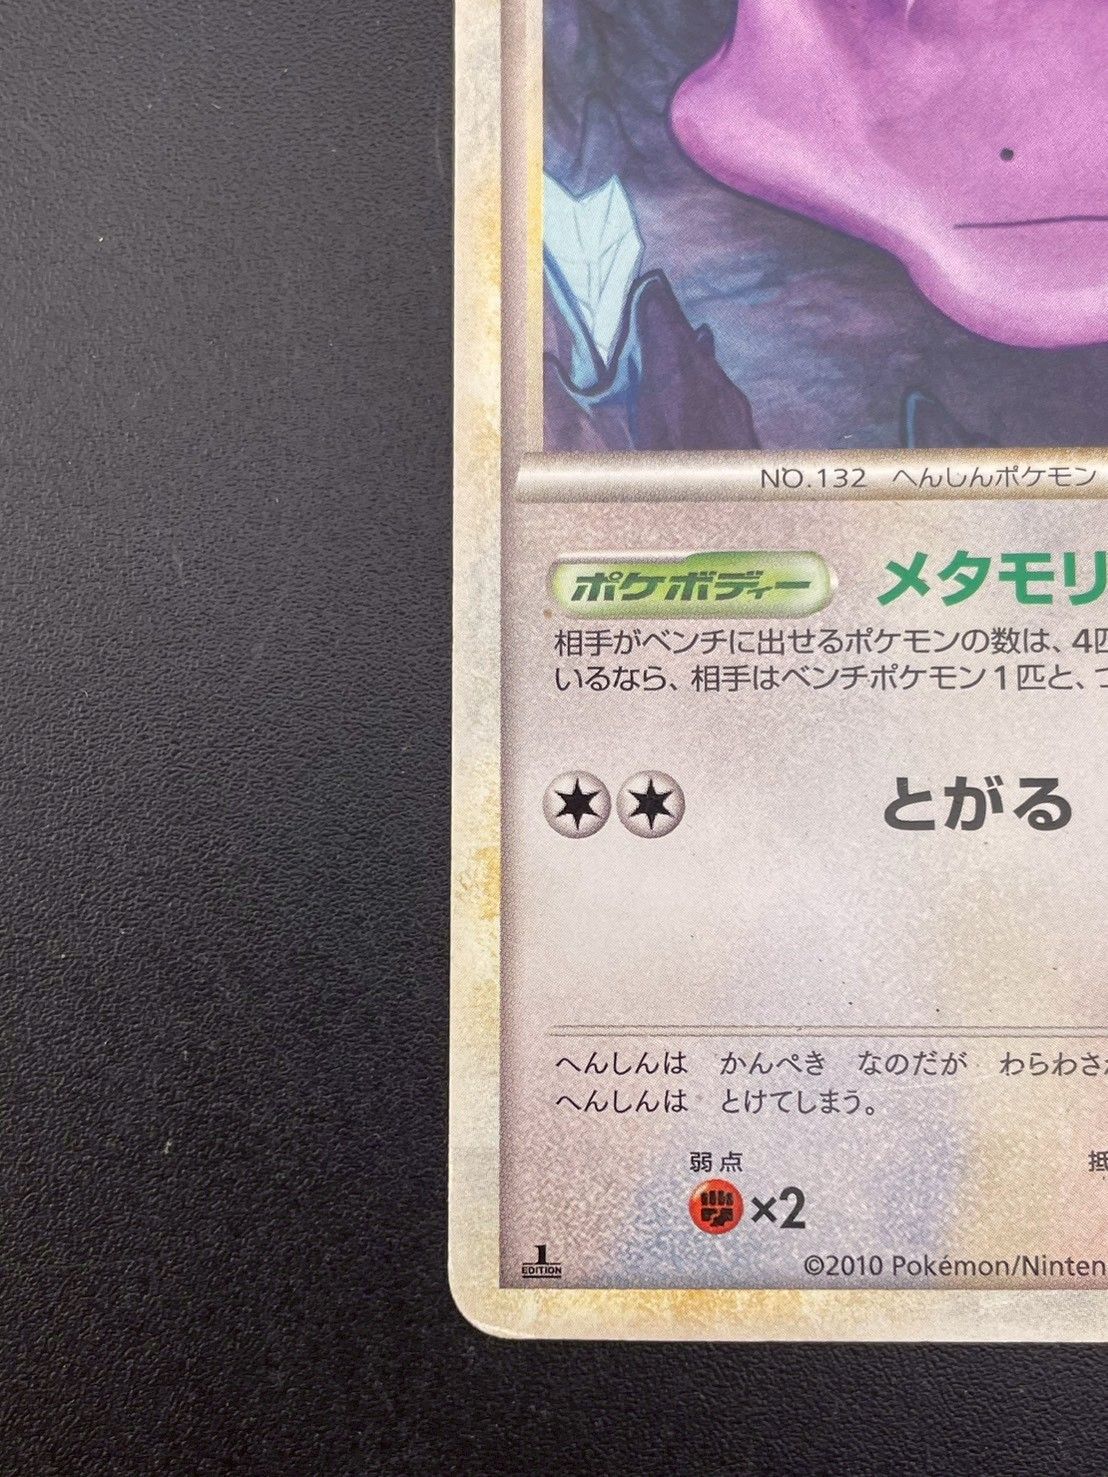 NO.132 へんしんポケモン
ポケボディー メタモリ
相手がベンチに出せるポケモンの数は、4匹
いるなら、相手はベンチポケモン1匹と、
とがる
へんしんは かんぺき なのだが わらわさ
へんしんは とけてしまう。
弱点
×2
1
EDITION
©2010 Pokémon/Ninten